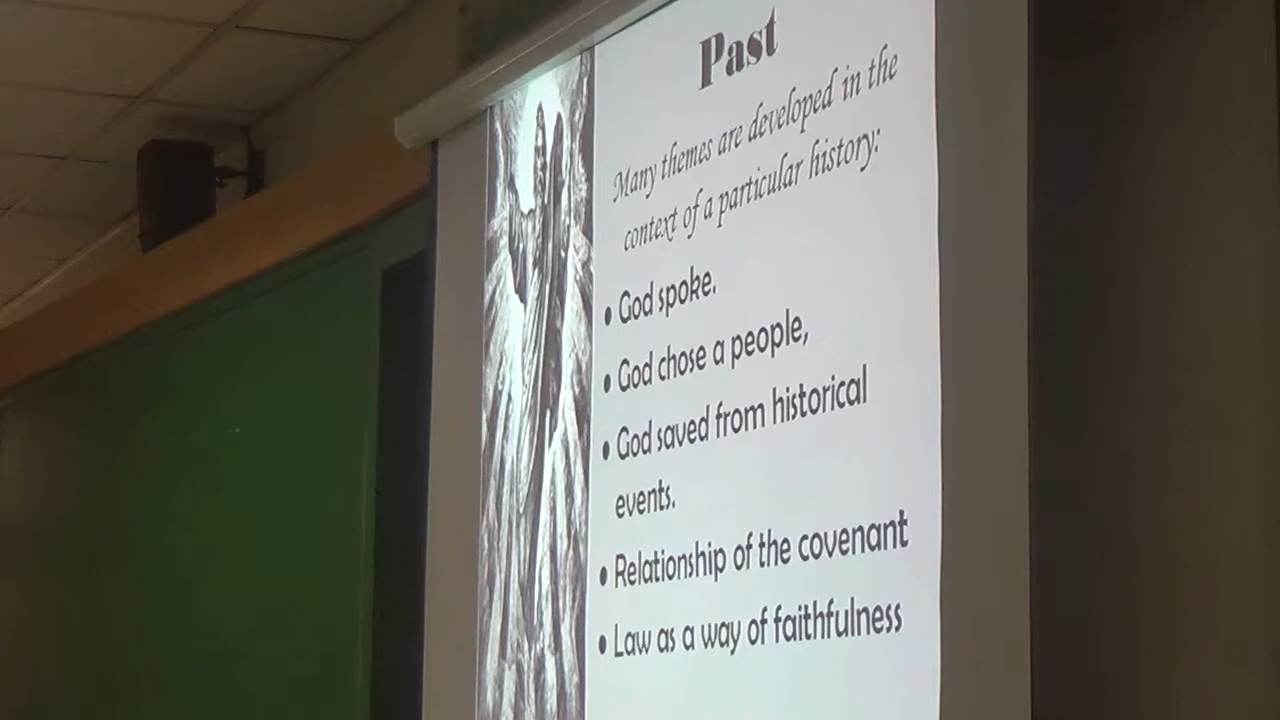 Past
Many themes are developed in the
context of a particular history:
• God spoke.
• God chose a people,
• God saved from historical
events.
• Relationship of the covenant
• Law as a way of faithfulness